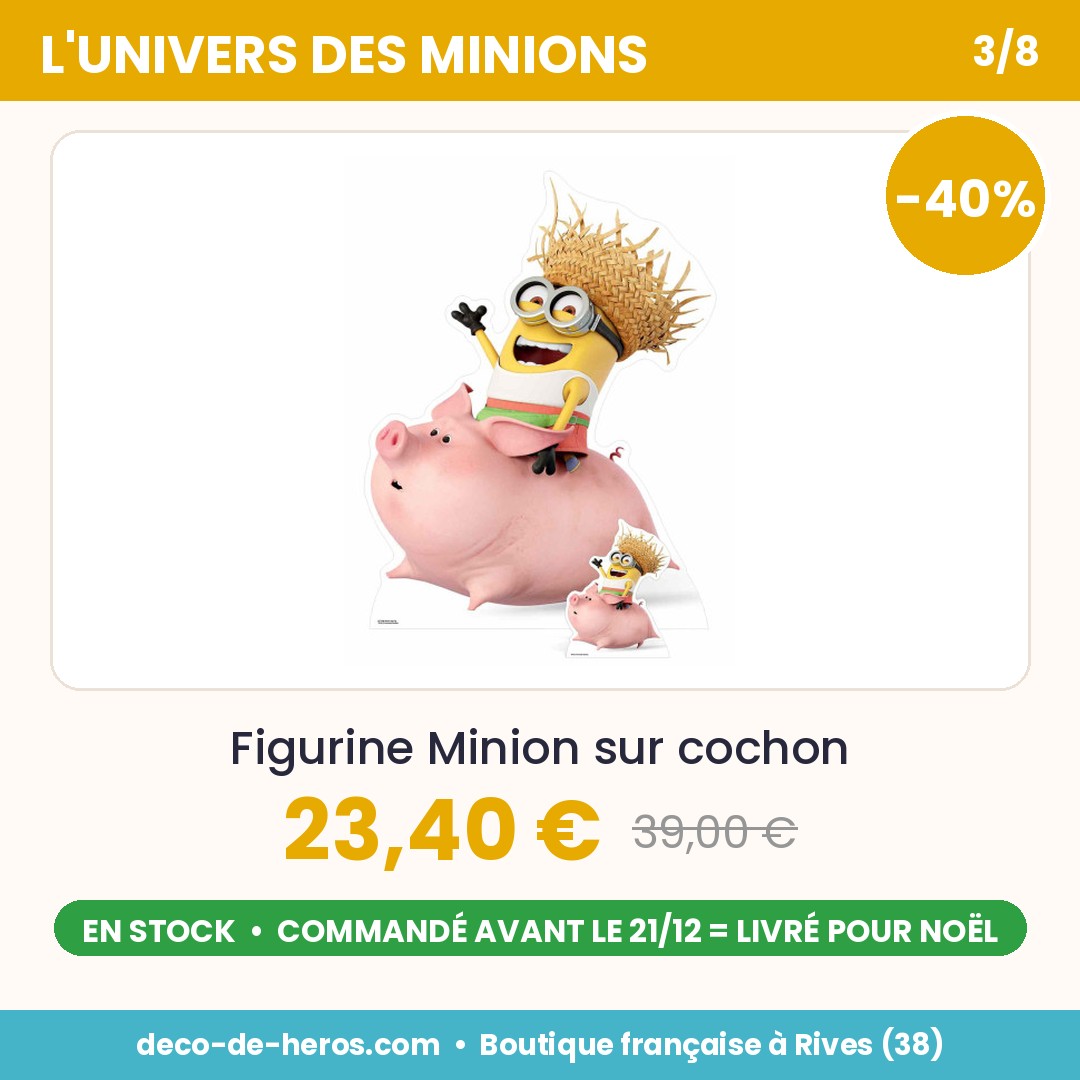 L'UNIVERS DES MINIONS
3/8
-40%
Figurine Minion sur cochon
23,40 € 39,00 €
EN STOCK • COMMANDÉ AVANT LE 21/12 = LIVRÉ POUR NOËL
deco-de-heros.com • Boutique française à Rives (38)